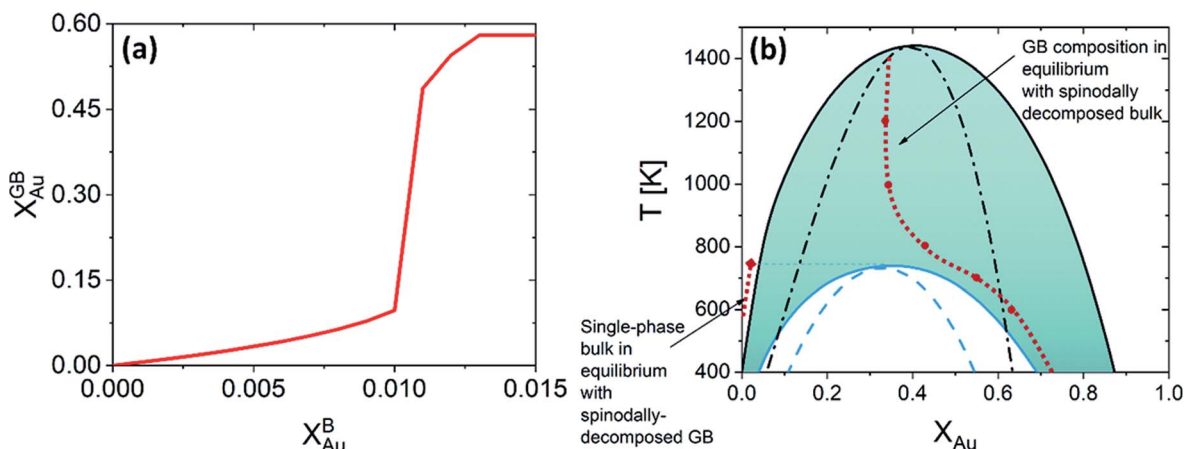 (a)
0.60
0.45
0.30
0.15
0.00
X^GB_Au
0.000
0.005
0.010
0.015
X^B_Au
(b)
1400
1200
1000
800
600
400
T [K]
GB composition in
equilibrium
with spinodally
decomposed bulk
Single-phase
bulk in
equilibrium
with
spinodally-
decomposed GB
0.0
0.2
0.4
0.6
0.8
1.0
X_Au